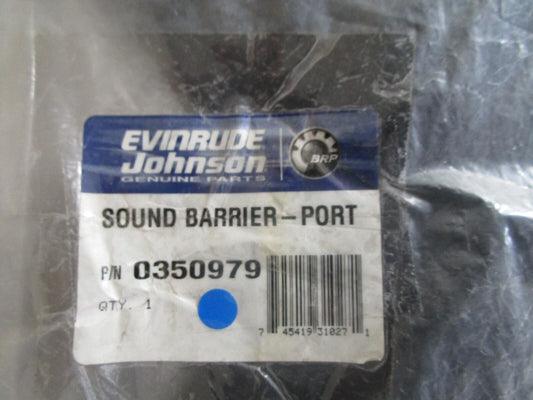 EVINRUDE
Johnson
GENUINE PARTS
BRP
SOUND BARRIER-PORT
P/N 0350979
QTY. 1
7 45419 31027 1